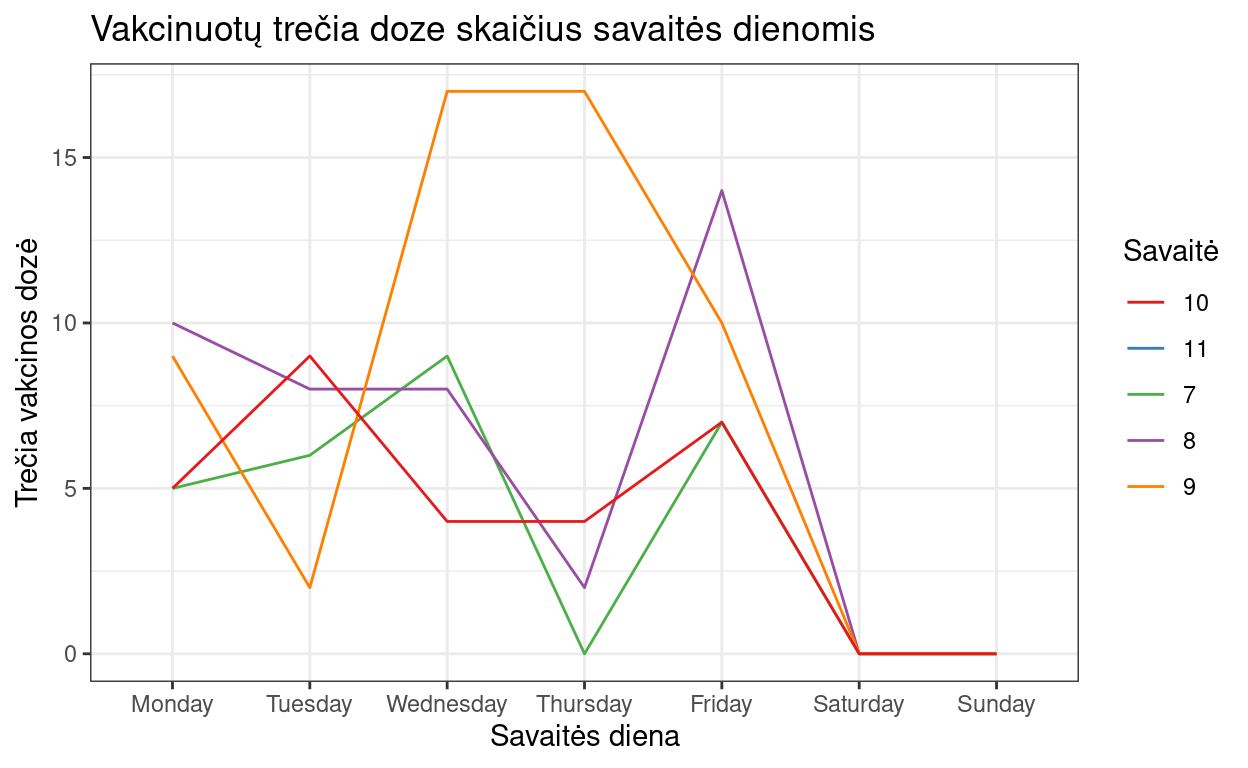 Vakcinuotų trečia doze skaičius savaitės dienomis
Trečia vakcinos dozė
15
10
5
0
Monday Tuesday Wednesday Thursday Friday Saturday Sunday
Savaitės diena
Savaitė
10
11
7
8
9